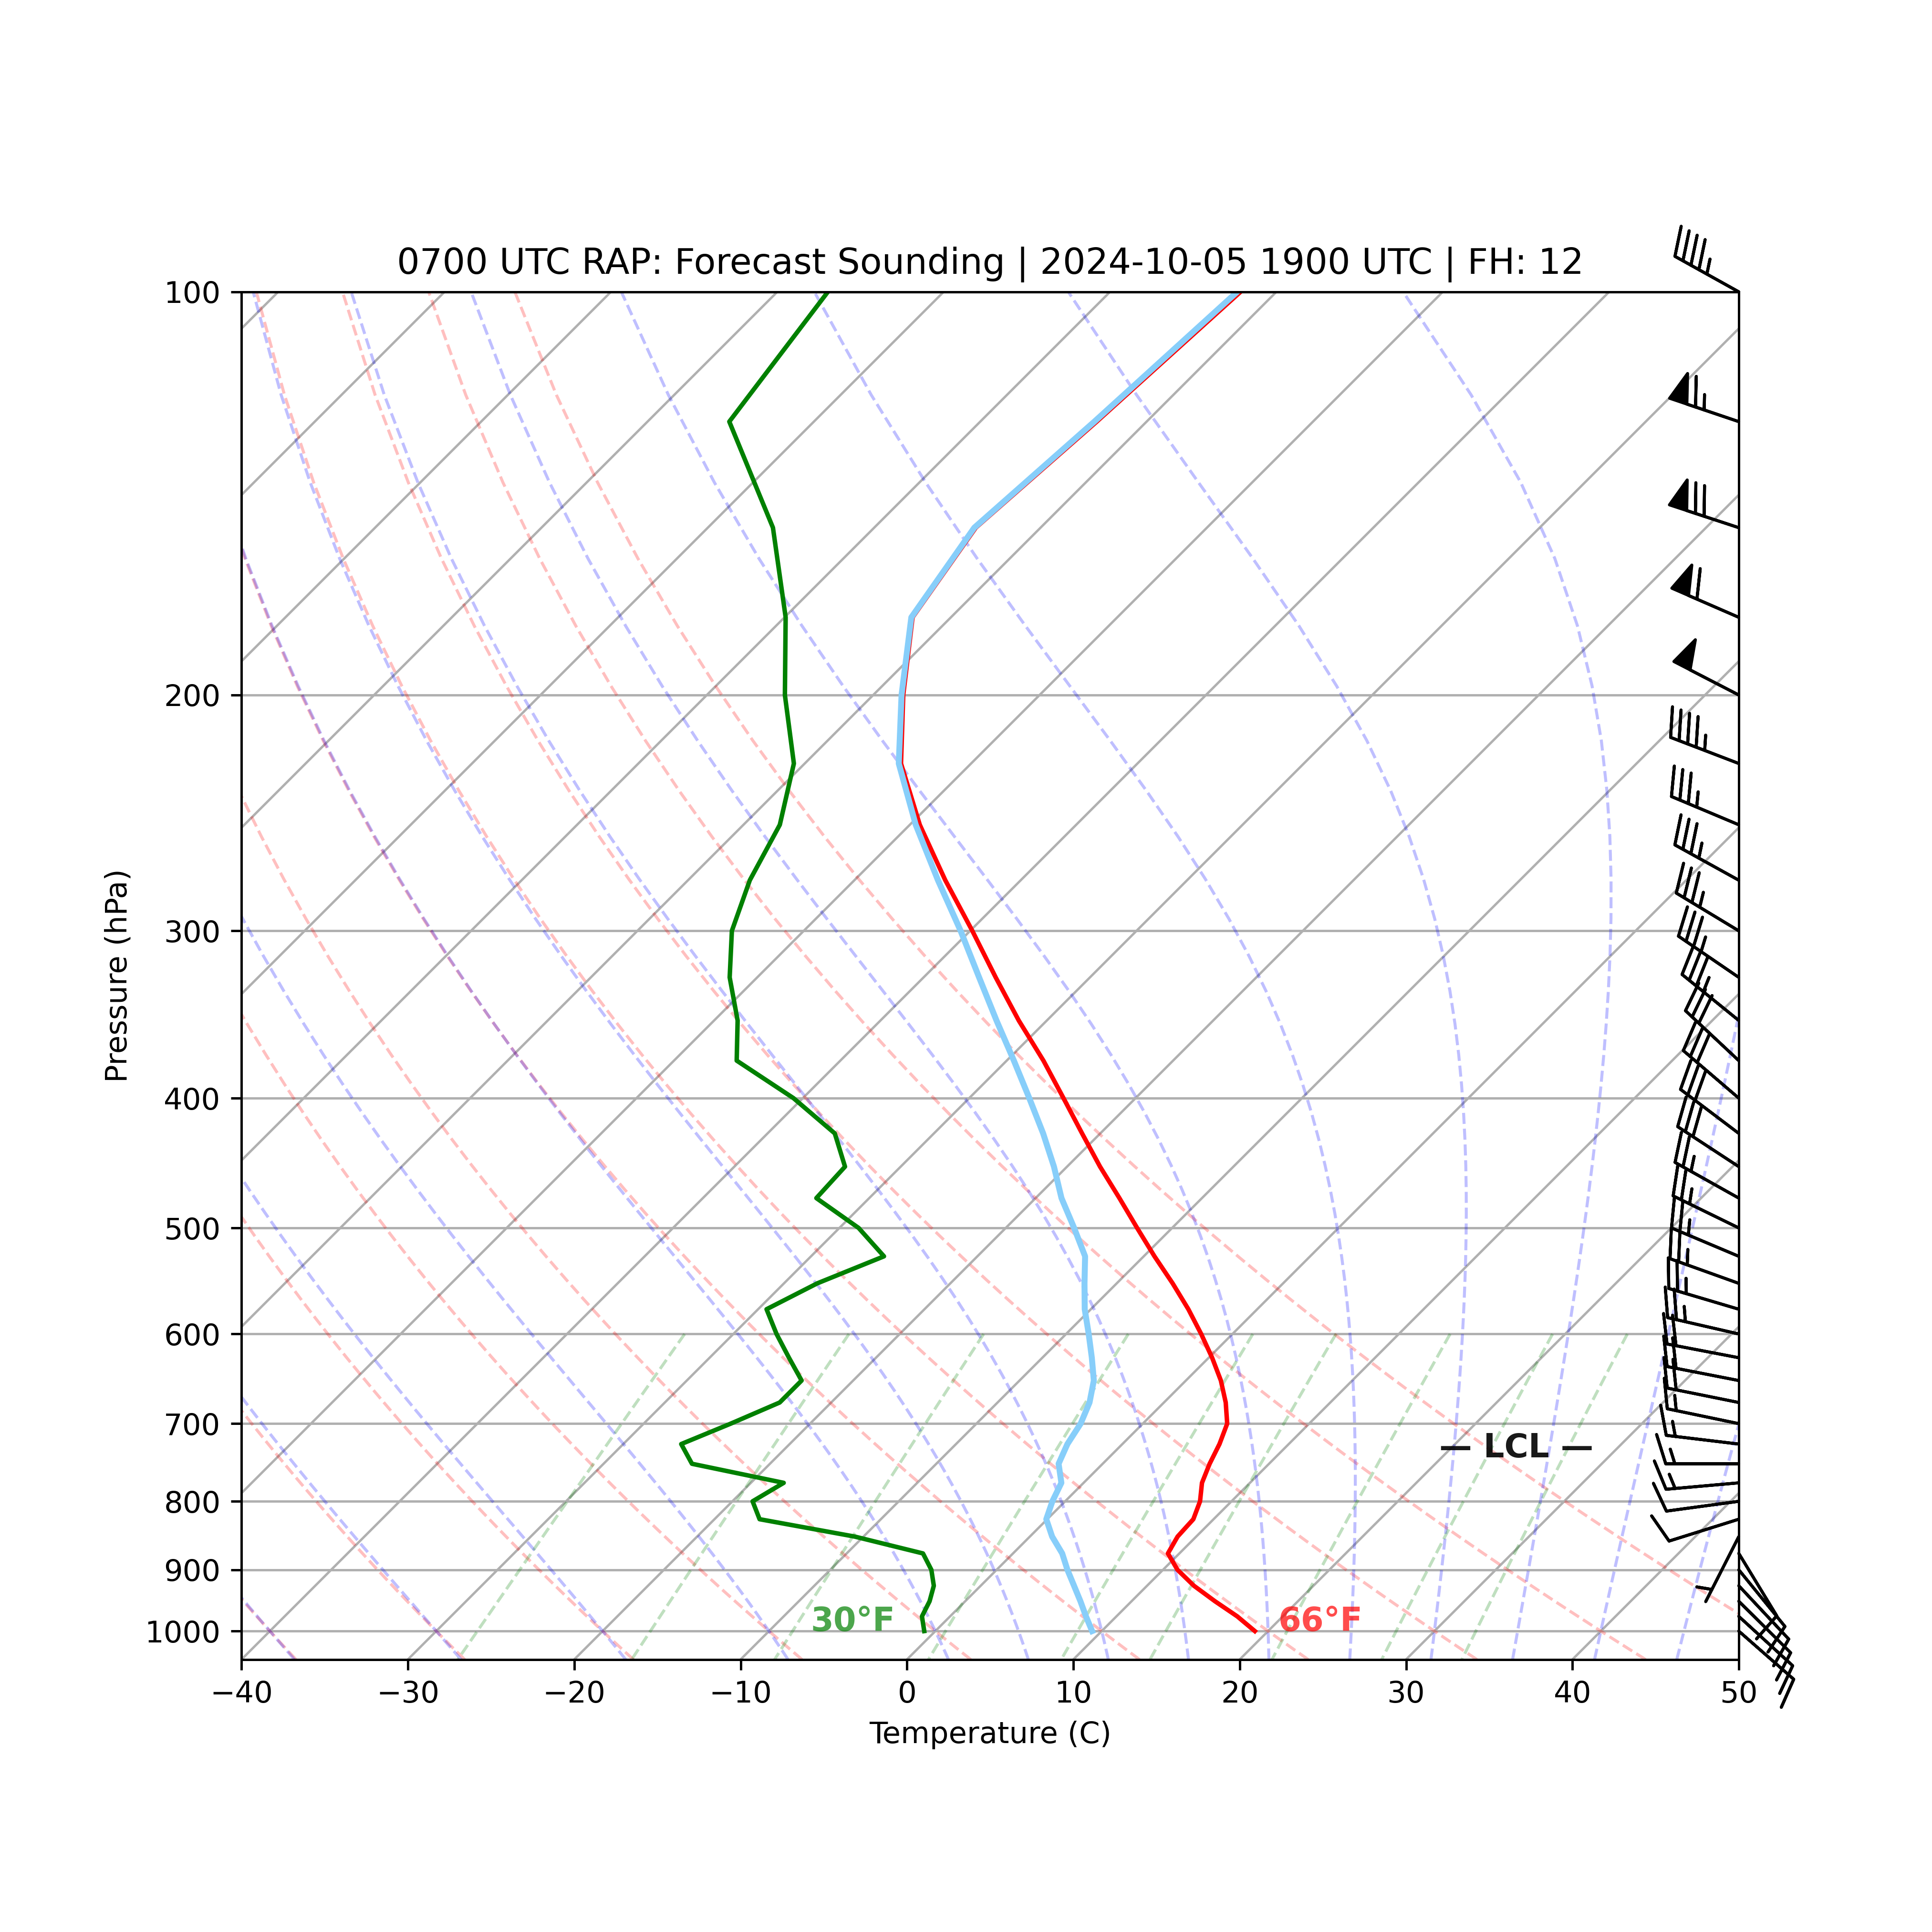 0700 UTC RAP: Forecast Sounding | 2024-10-05 1900 UTC | FH: 12
100
200
300
400
500
600
700
800
900
1000
Pressure (hPa)
— LCL —
30°F
66°F
−40 −30 −20 −10 0 10 20 30 40 50
Temperature (C)